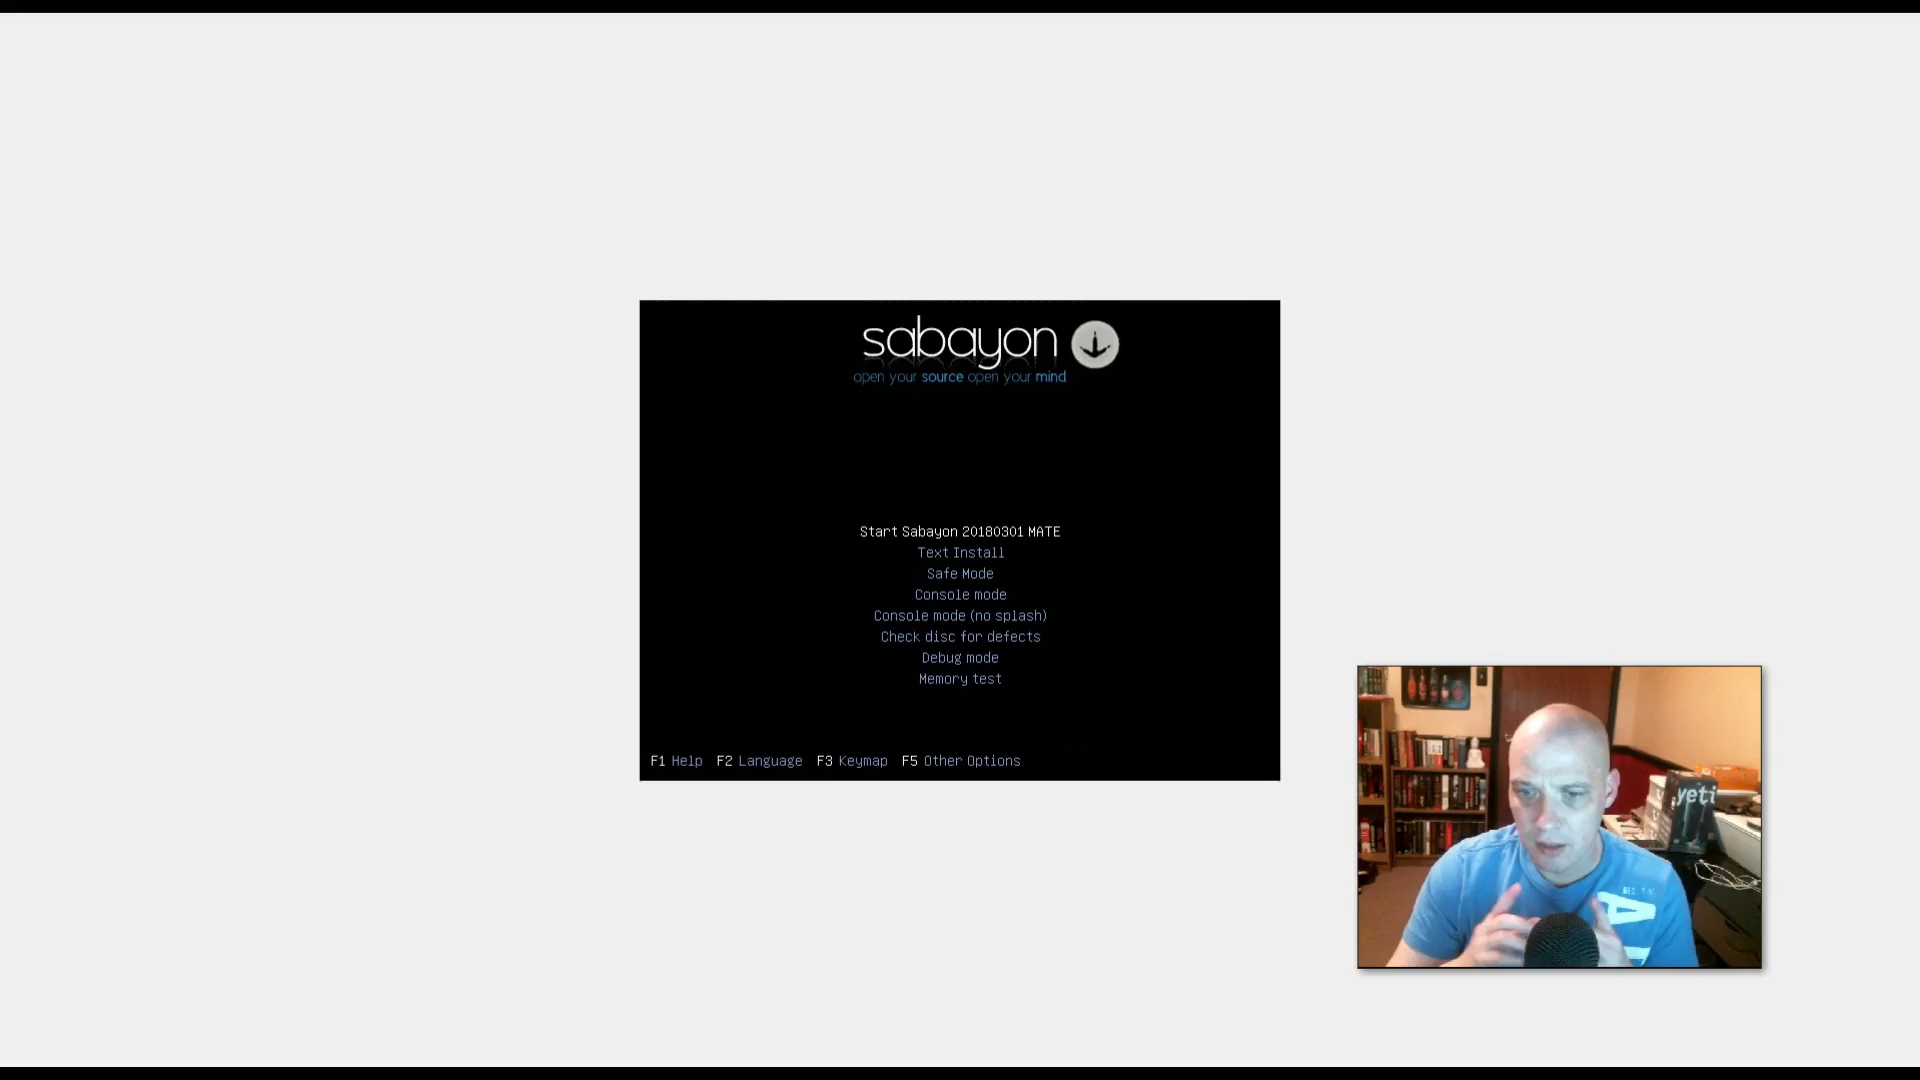 sabayon
open your source open your mind
Start Sabayon 20180301 MATE
Text Install
Safe Mode
Console mode
Console mode (no splash)
Check disc for defects
Debug mode
Memory test
F1 Help F2 Language F3 Keymap F5 Other Options
yeti